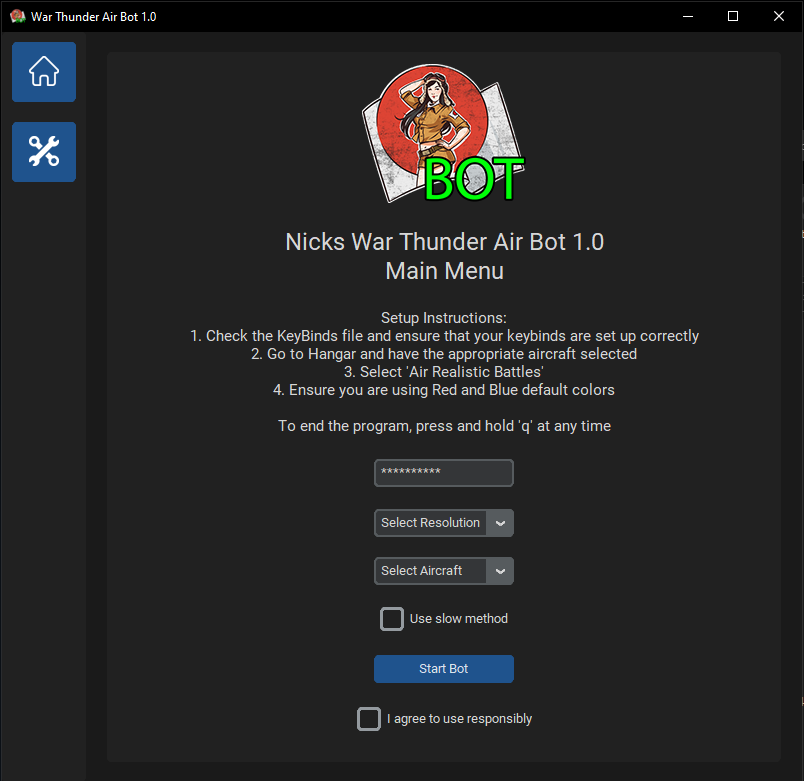 War Thunder Air Bot 1.0
BOT
Nicks War Thunder Air Bot 1.0
Main Menu
Setup Instructions:
1. Check the KeyBinds file and ensure that your keybinds are set up correctly
2. Go to Hangar and have the appropriate aircraft selected
3. Select 'Air Realistic Battles'
4. Ensure you are using Red and Blue default colors
To end the program, press and hold 'q' at any time
**********
Select Resolution
Select Aircraft
Use slow method
Start Bot
I agree to use responsibly